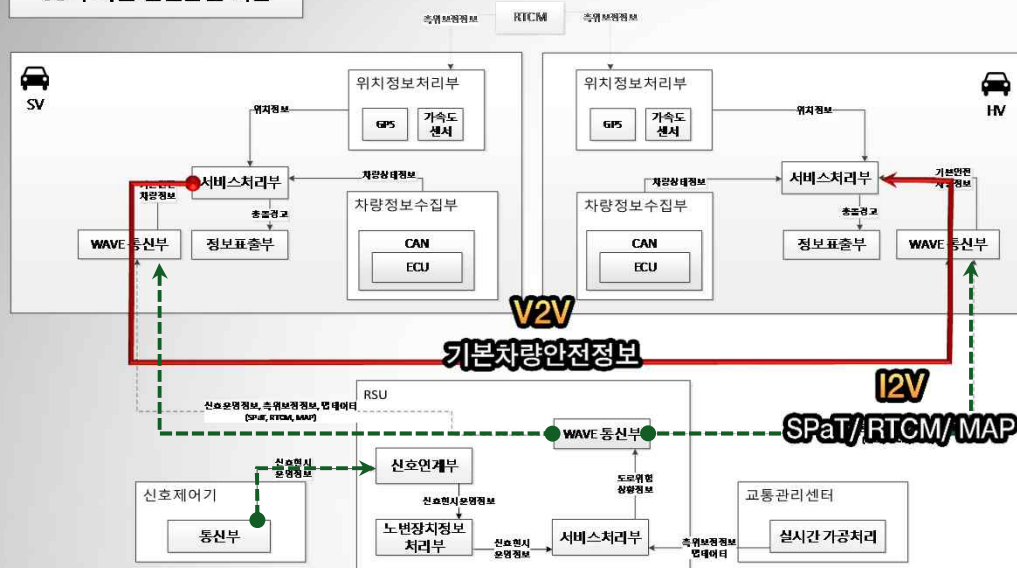 측위보정정보
RTCM
측위보정정보
SV
위치정보처리부
GPS
가속도
센서
위치정보
서비스처리부
차량상태정보
차량정보수집부
CAN
ECU
차량정보
충돌경고
WAVE 통신부
정보표출부
위치정보처리부
GPS
가속도
센서
위치정보
HV
서비스처리부
차량상태정보
차량정보수집부
CAN
ECU
기본안전
충돌경고
정보표출부
WAVE 통신부
V2V
기본차량안전정보
I2V
SPaT/ RTCM/ MAP
RSU
신호운영정보, 측위보정정보, 맵데이터
(SPaT, RTCM, MAP)
WAVE 통신부
신호현시
운영정보
신호연계부
도로위험
상황정보
신호제어기
통신부
신호현시운영정보
노변장치정보
처리부
신호현시
운영정보
서비스처리부
측위보정정보
맵데이터
교통관리센터
실시간 가공처리